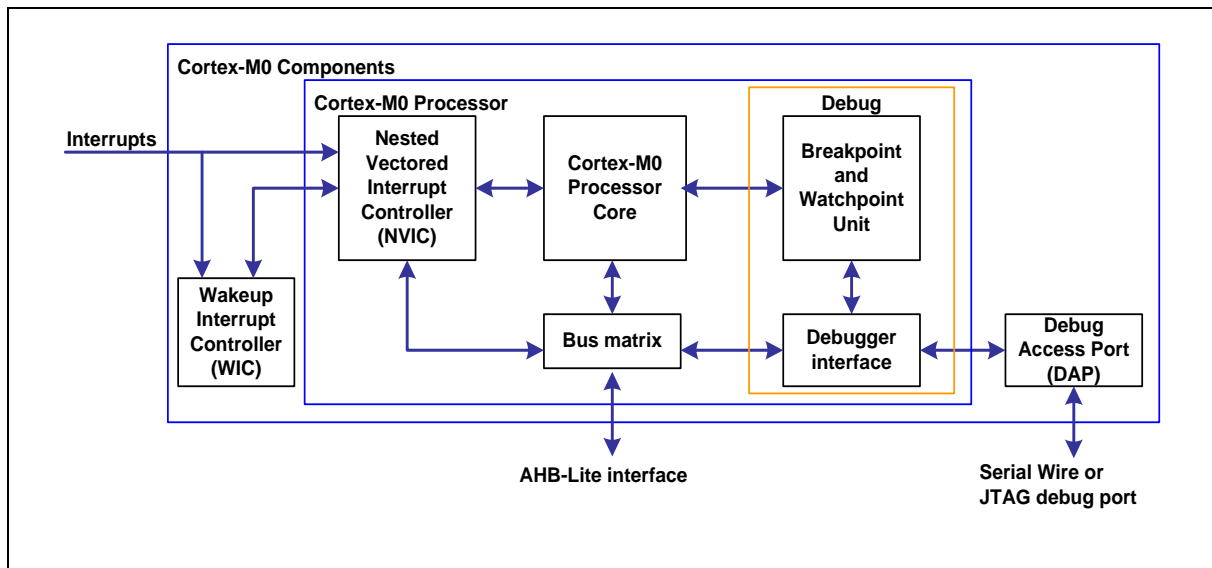 Cortex-M0 Components
Cortex-M0 Processor
Debug
Interrupts
Nested
Vectored
Interrupt
Controller
(NVIC)
Cortex-M0
Processor
Core
Breakpoint
and
Watchpoint
Unit
Wakeup
Interrupt
Controller
(WIC)
Bus matrix
Debugger
interface
Debug
Access Port
(DAP)
AHB-Lite interface
Serial Wire or
JTAG debug port